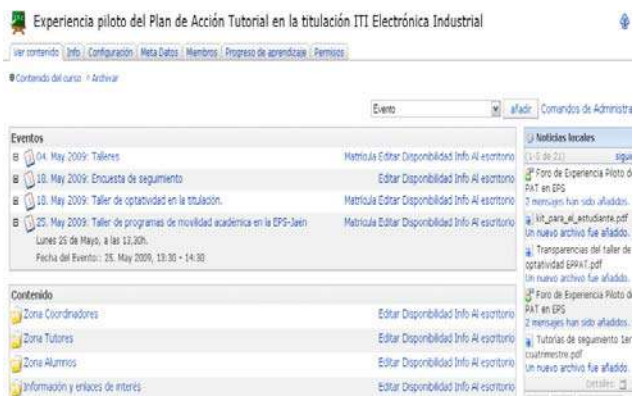 Experiencia piloto del Plan de Acción Tutorial en la titulación ITI Electrónica Industrial
Ver contenido Info Configuración Meta Datos Miembros Progreso de aprendizaje Permisos
Contenido del curso Archivar
Evento añadir Comandos de Administra
Eventos
04. May 2009: Talleres Matrícula Editar Disponibilidad Info Al escritorio
18. May 2009: Encuesta de seguimiento Editar Disponibilidad Info Al escritorio
18. May 2009: Taller de optatividad en la titulación. Matrícula Editar Disponibilidad Info Al escritorio
25. May 2009: Taller de programas de movilidad académica en la EPS-Jaén Matrícula Editar Disponibilidad Info Al escritorio
Lunes 25 de Mayo, a las 13,30h.
Fecha del Evento:: 25. May 2009, 13:30 - 14:30
Contenido
Zona Coordinadores Editar Disponibilidad Info Al escritorio
Zona Tutores Editar Disponibilidad Info Al escritorio
Zona Alumnos Editar Disponibilidad Info Al escritorio
Información y enlaces de interés Editar Disponibilidad Info Al escritorio
Noticias locales
(1-5 de 21) sigue
Foro de Experiencia Piloto de
PAT en EPS
2 mensajes han sido añadidos.
kit_para_el_estudiante.pdf
Un nuevo archivo fue añadido.
Transparencias del taller de
optatividad EPPAT.pdf
Un nuevo archivo fue añadido.
Foro de Experiencia Piloto de
PAT en EPS
2 mensajes han sido añadidos.
Tutorias de seguimento 1er
cuatrimestre.pdf
Un nuevo archivo fue añadido.
Detalles: